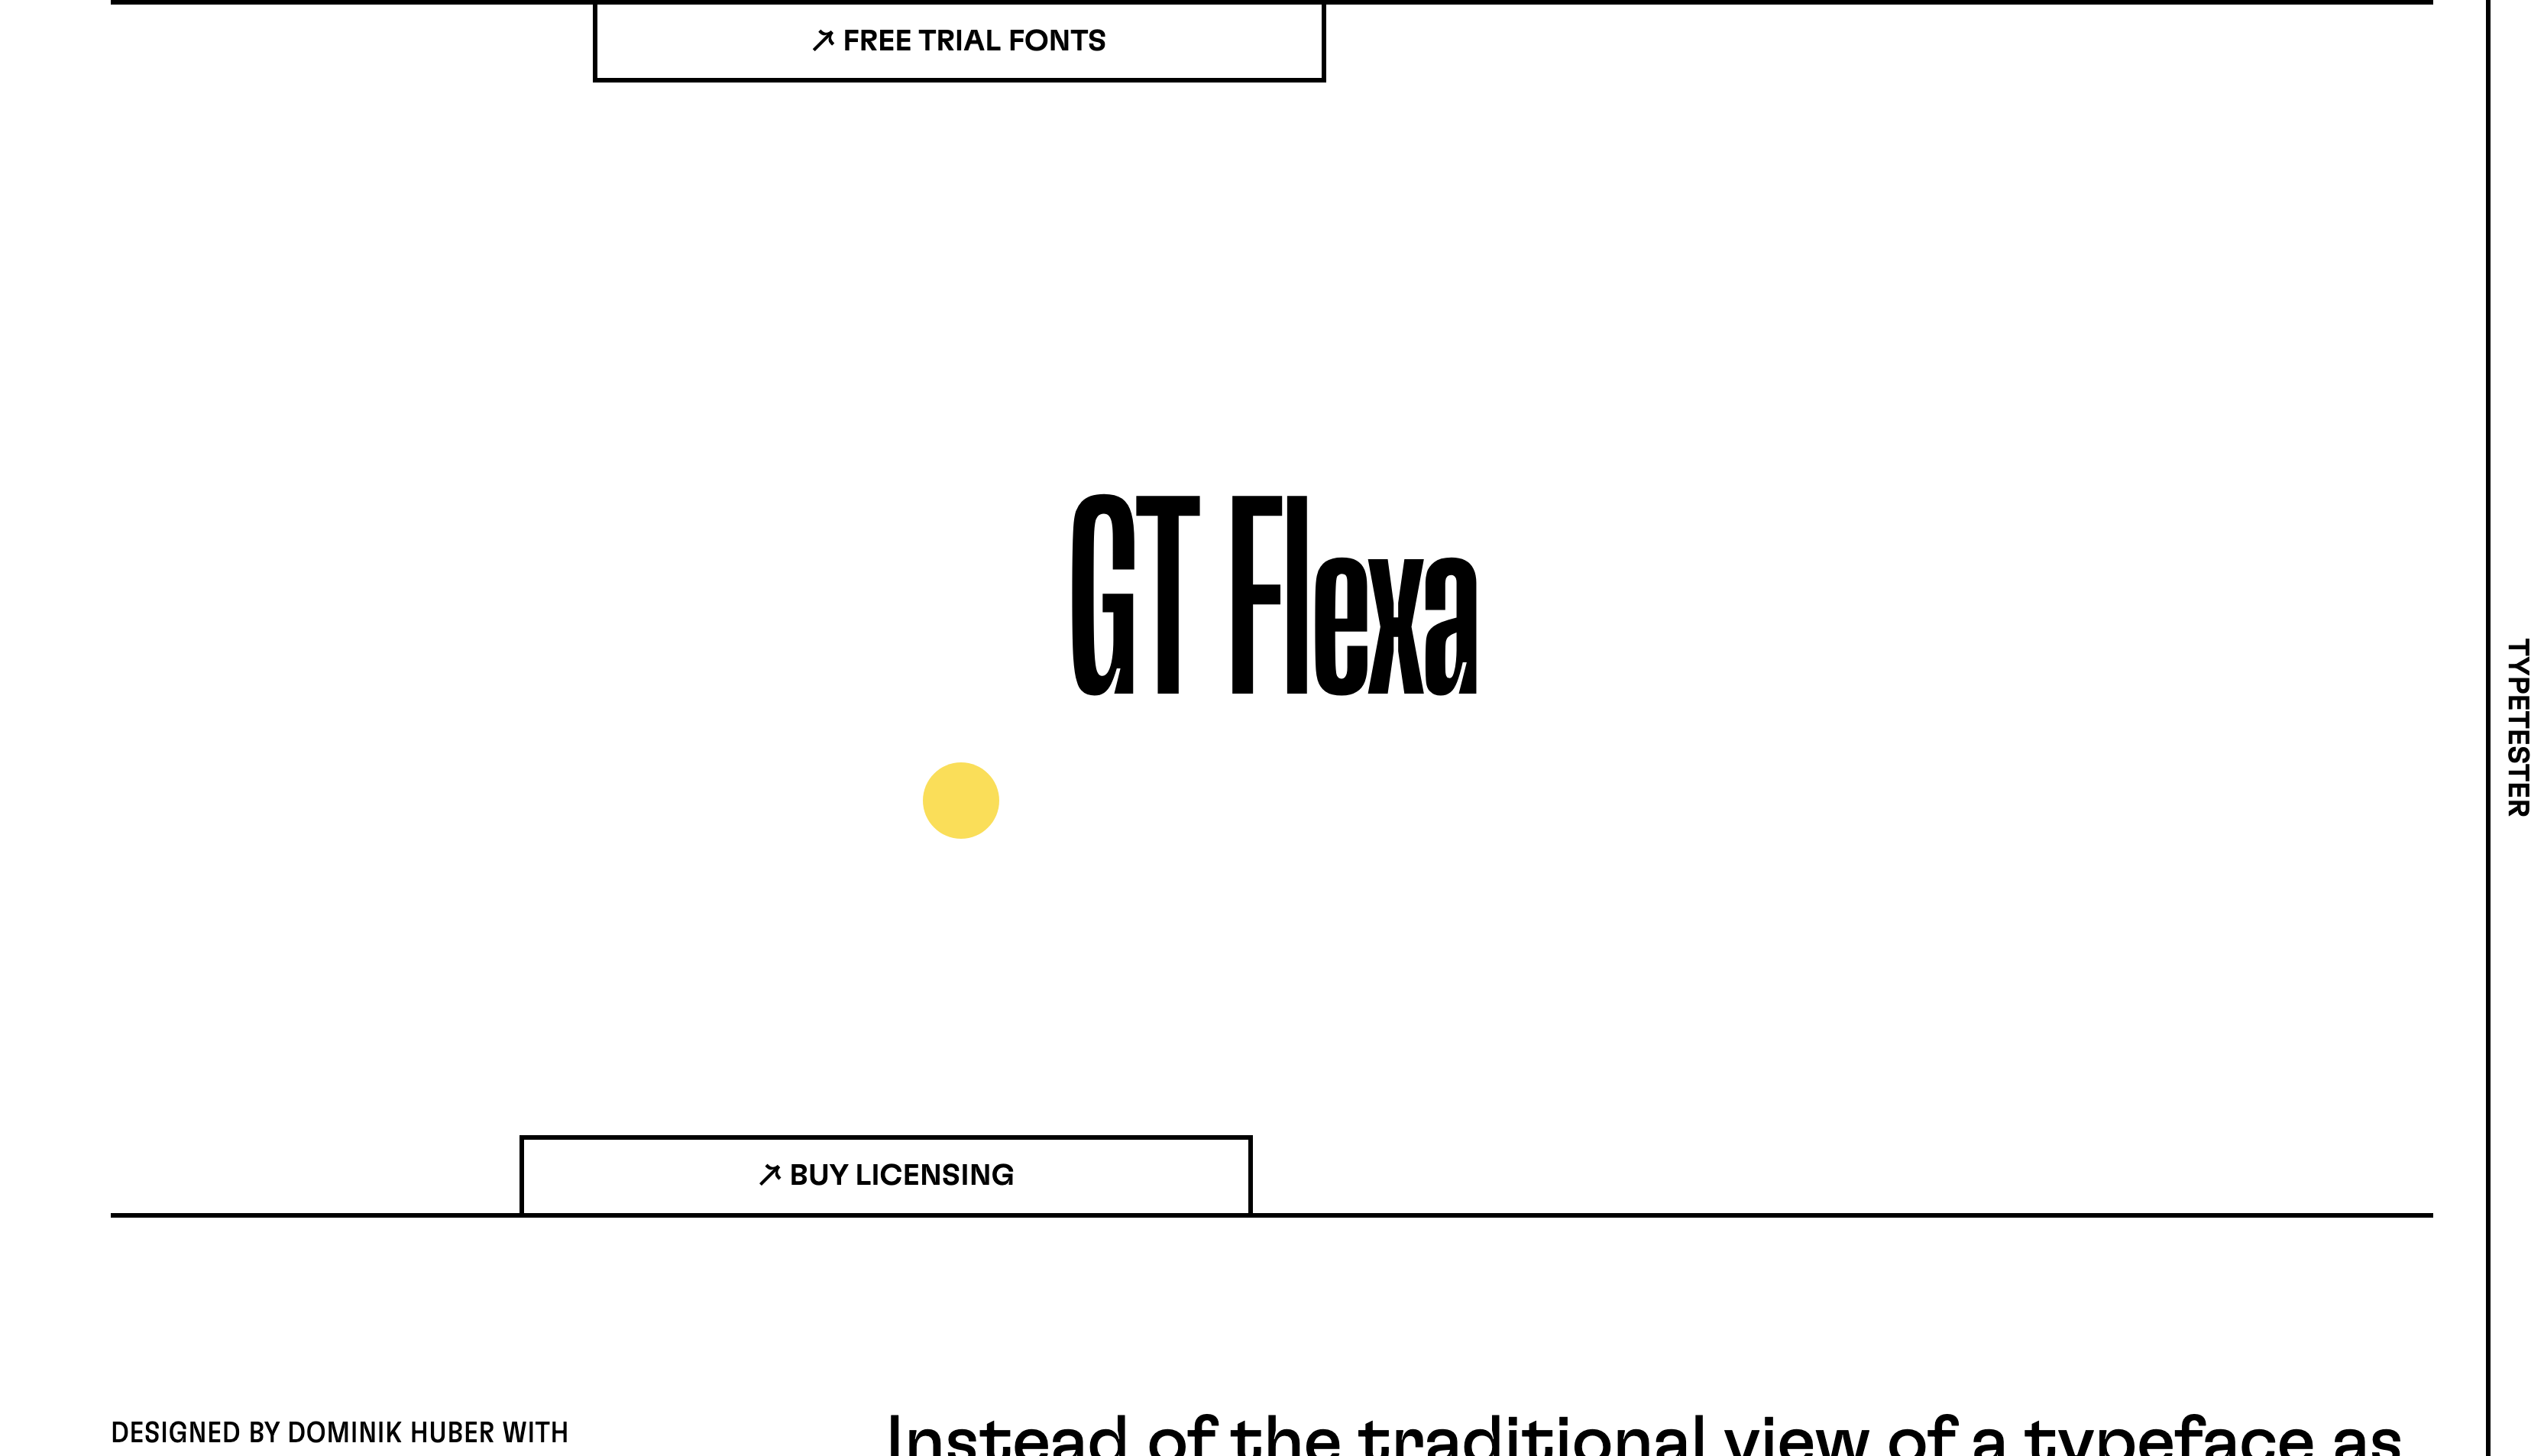 ↗ FREE TRIAL FONTS
GT Flexa
TYPETESTER
↗ BUY LICENSING
DESIGNED BY DOMINIK HUBER WITH
Instead of the traditional view of a typeface as